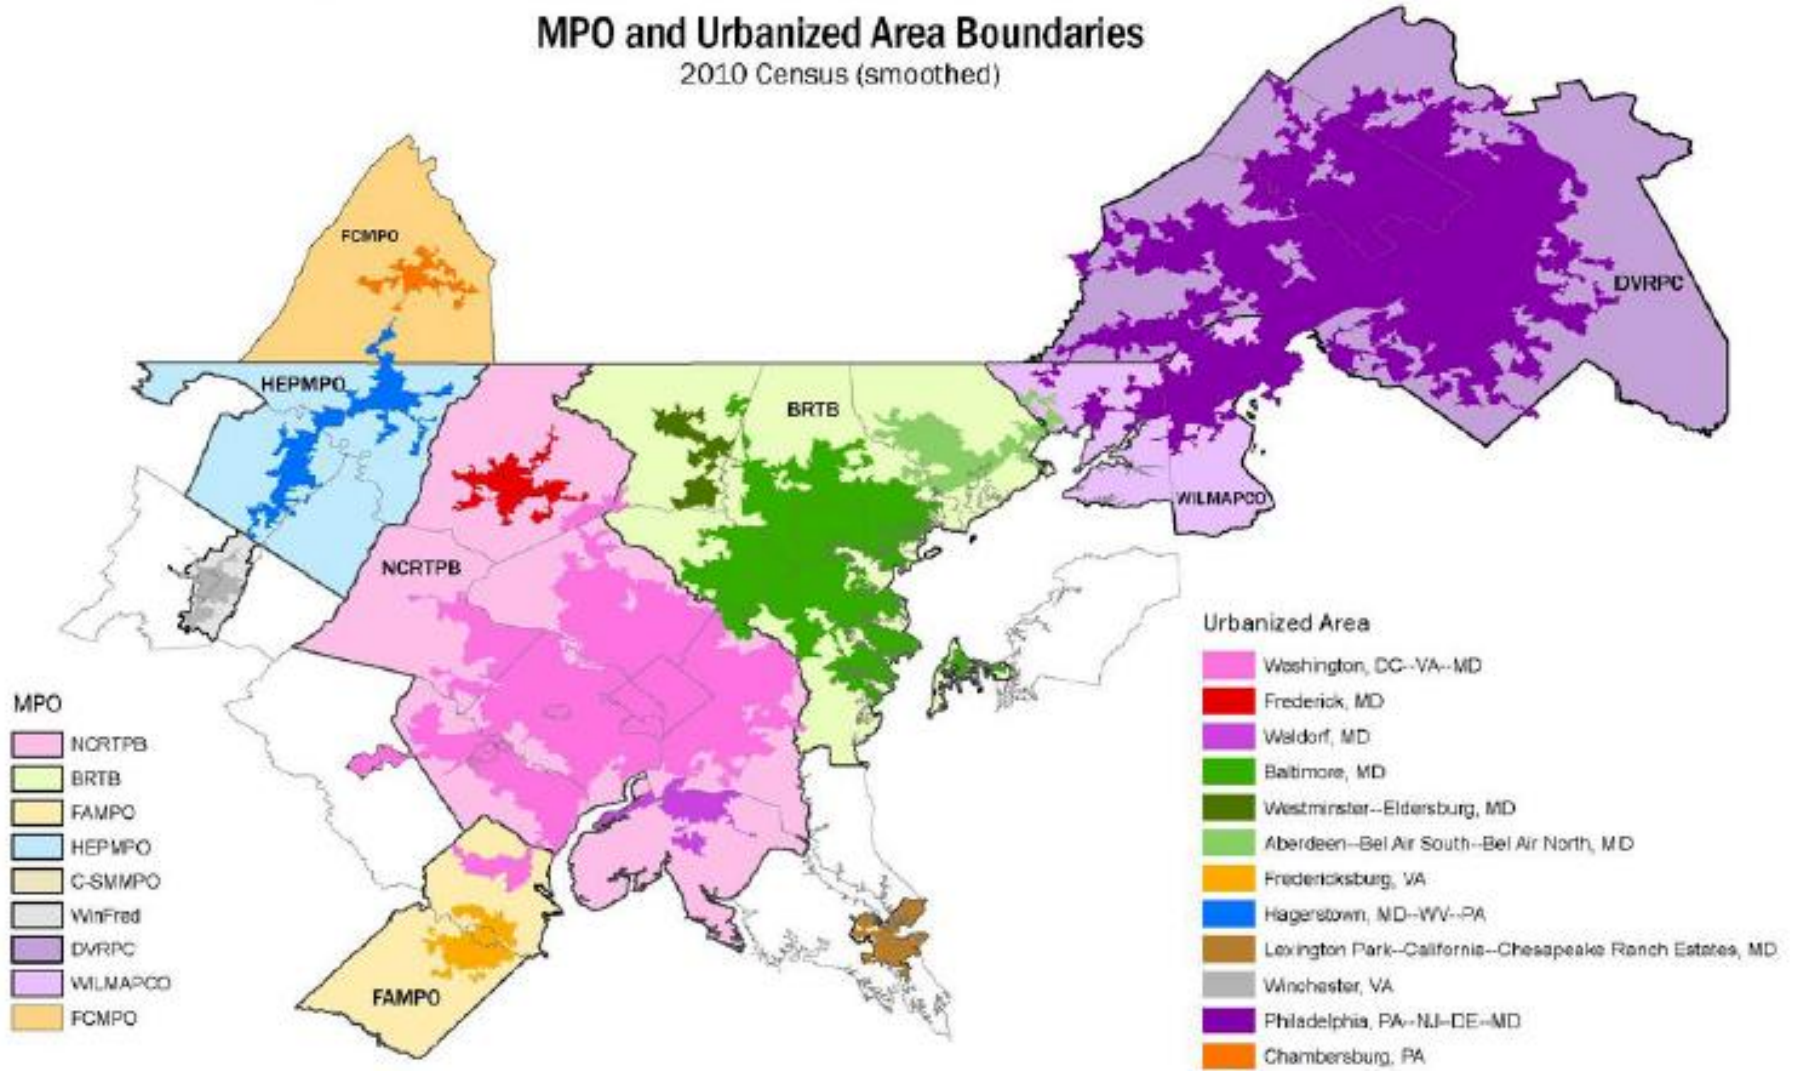 MPO and Urbanized Area Boundaries
2010 Census (smoothed)
FCMPO
DVRPC
HEPMPO
BRTB
WILMAPCO
NCRTPB
FAMPO
MPO
NCRTPB
BRTB
FAMPO
HEPMPO
C-SMMPO
WinFred
DVRPC
WILMAPCO
FCMPO
Urbanized Area
Washington, DC--VA--MD
Frederick, MD
Waldorf, MD
Baltimore, MD
Westminster--Eldersburg, MD
Aberdeen--Bel Air South--Bel Air North, MD
Fredericksburg, VA
Hagerstown, MD--WV--PA
Lexington Park--California--Chesapeake Ranch Estates, MD
Winchester, VA
Philadelphia, PA--NJ--DE--MD
Chambersburg, PA